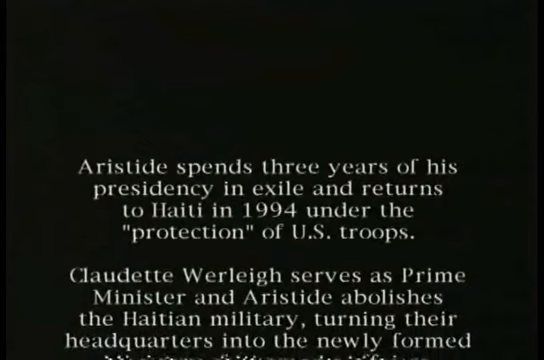 Aristide spends three years of his
presidency in exile and returns
to Haiti in 1994 under the
"protection" of U.S. troops.
Claudette Werleigh serves as Prime
Minister and Aristide abolishes
the Haitian military, turning their
headquarters into the newly formed